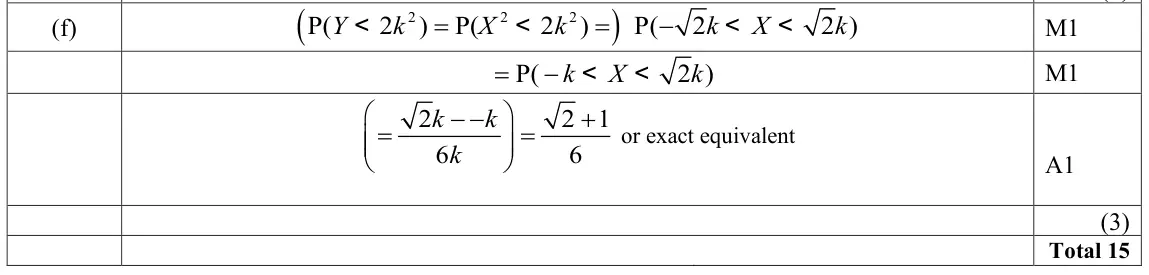 (f) (P(Y < 2k²) = P(X² < 2k²) =) P(−√2k < X < √2k) M1
= P(−k < X < √2k) M1
(= (√2k − −k)/(6k)) = (√2 + 1)/6 or exact equivalent A1
(3)
Total 15